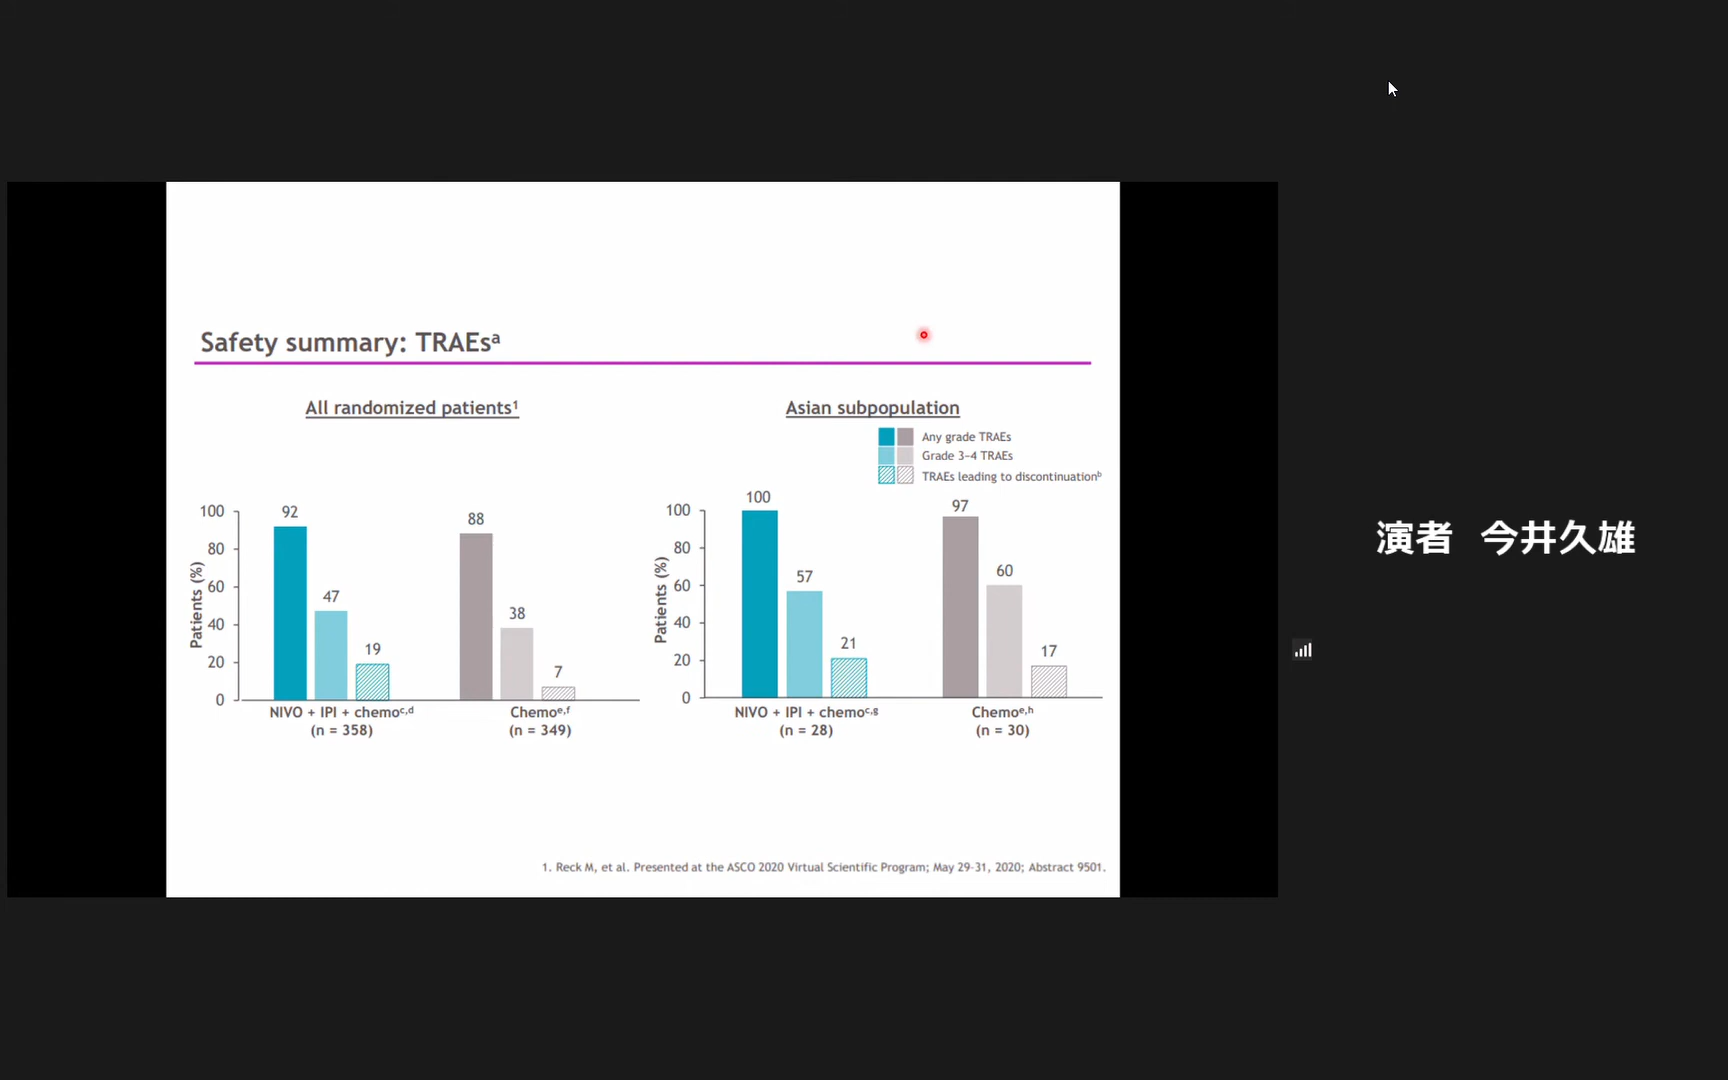 Safety summary: TRAEsᵃ
All randomized patients¹
Asian subpopulation
Any grade TRAEs
Grade 3–4 TRAEs
TRAEs leading to discontinuationᵇ
Patients (%)
100
80
60
40
20
0
92
47
19
88
38
7
NIVO + IPI + chemoᶜ,ᵈ
(n = 358)
Chemoᵉ,ᶠ
(n = 349)
Patients (%)
100
80
60
40
20
0
100
57
21
97
60
17
NIVO + IPI + chemoᶜ,ᵍ
(n = 28)
Chemoᵉ,ʰ
(n = 30)
1. Reck M, et al. Presented at the ASCO 2020 Virtual Scientific Program; May 29-31, 2020; Abstract 9501.
演者 今井久雄